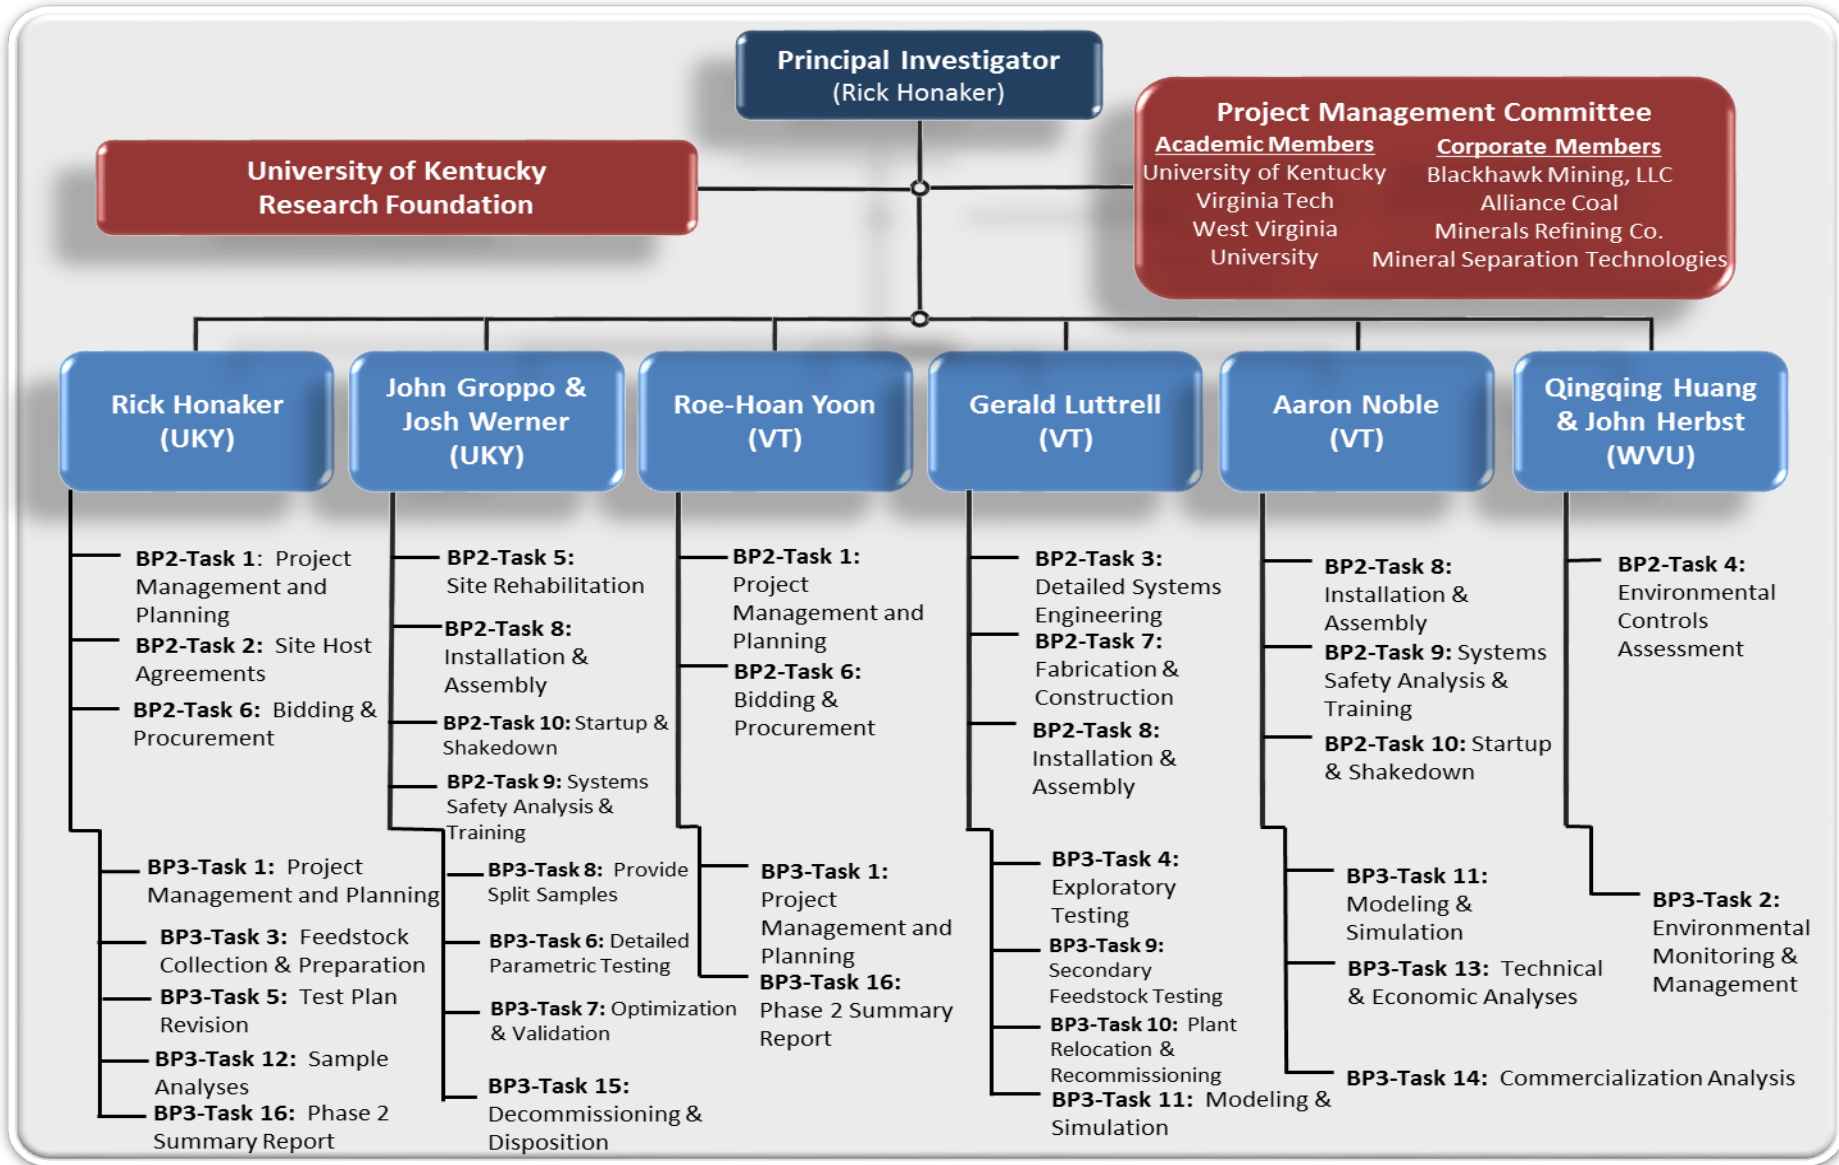 Principal Investigator
(Rick Honaker)
University of Kentucky
Research Foundation
Project Management Committee
Academic Members
University of Kentucky
Virginia Tech
West Virginia
University
Corporate Members
Blackhawk Mining, LLC
Alliance Coal
Minerals Refining Co.
Mineral Separation Technologies
Rick Honaker
(UKY)
John Groppo &
Josh Werner
(UKY)
Roe-Hoan Yoon
(VT)
Gerald Luttrell
(VT)
Aaron Noble
(VT)
Qingqing Huang
& John Herbst
(WVU)
BP2-Task 1: Project
Management and
Planning
BP2-Task 2: Site Host
Agreements
BP2-Task 6: Bidding &
Procurement
BP3-Task 1: Project
Management and Planning
BP3-Task 3: Feedstock
Collection & Preparation
BP3-Task 5: Test Plan
Revision
BP3-Task 12: Sample
Analyses
BP3-Task 16: Phase 2
Summary Report
BP2-Task 5:
Site Rehabilitation
BP2-Task 8:
Installation &
Assembly
BP2-Task 10: Startup &
Shakedown
BP2-Task 9: Systems
Safety Analysis &
Training
BP3-Task 8: Provide
Split Samples
BP3-Task 6: Detailed
Parametric Testing
BP3-Task 7: Optimization
& Validation
BP3-Task 15:
Decommissioning &
Disposition
BP2-Task 1:
Project
Management and
Planning
BP2-Task 6:
Bidding &
Procurement
BP3-Task 1:
Project
Management and
Planning
BP3-Task 16:
Phase 2 Summary
Report
BP2-Task 3:
Detailed Systems
Engineering
BP2-Task 7:
Fabrication &
Construction
BP2-Task 8:
Installation &
Assembly
BP3-Task 4:
Exploratory
Testing
BP3-Task 9:
Secondary
Feedstock Testing
BP3-Task 10: Plant
Relocation &
Recommissioning
BP3-Task 11: Modeling &
Simulation
BP2-Task 8:
Installation &
Assembly
BP2-Task 9: Systems
Safety Analysis &
Training
BP2-Task 10: Startup
& Shakedown
BP3-Task 11:
Modeling &
Simulation
BP3-Task 13: Technical
& Economic Analyses
BP3-Task 14: Commercialization Analysis
BP2-Task 4:
Environmental
Controls
Assessment
BP3-Task 2:
Environmental
Monitoring &
Management